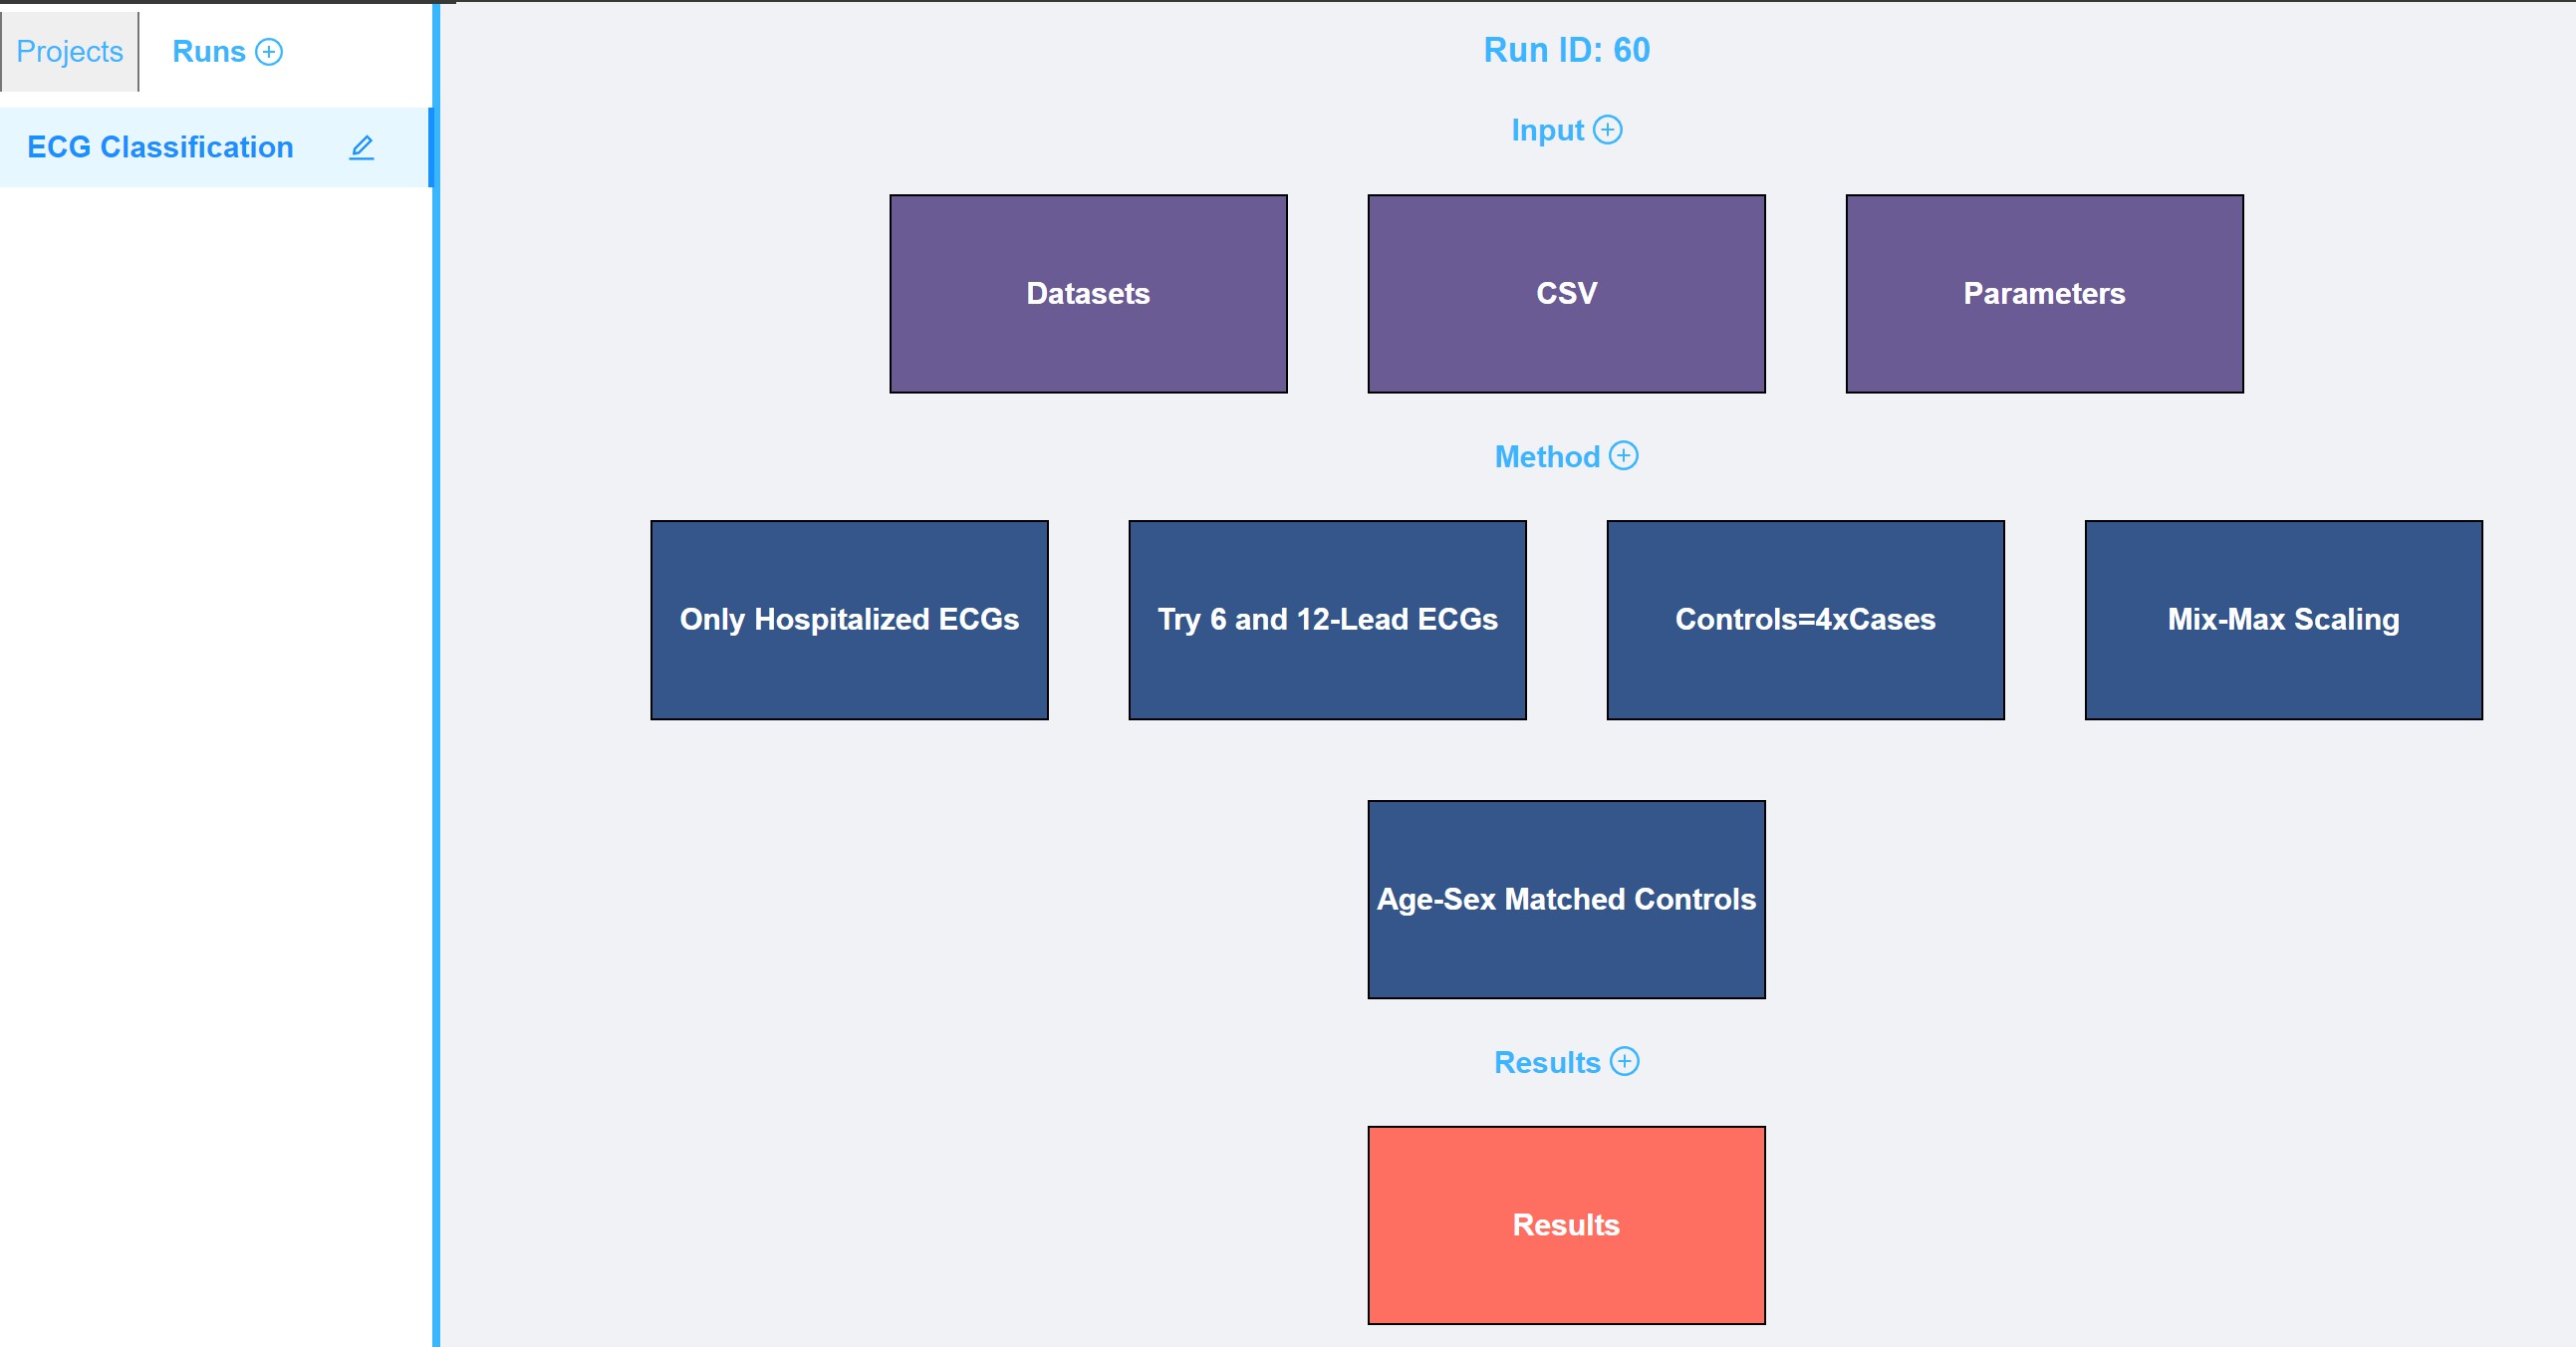 Projects
Runs
ECG Classification
Run ID: 60
Input
Datasets
CSV
Parameters
Method
Only Hospitalized ECGs
Try 6 and 12-Lead ECGs
Controls=4xCases
Mix-Max Scaling
Age-Sex Matched Controls
Results
Results